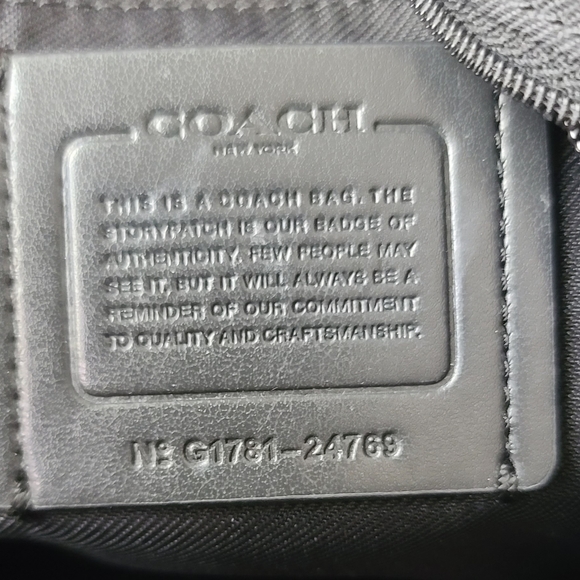 COACH
NEW YORK
THIS IS A COACH BAG. THE
STORYPATCH IS OUR BADGE OF
AUTHENTICITY. FEW PEOPLE MAY
SEE IT, BUT IT WILL ALWAYS BE A
REMINDER OF OUR COMMITMENT
TO QUALITY AND CRAFTSMANSHIP.
Nº G1781-24769